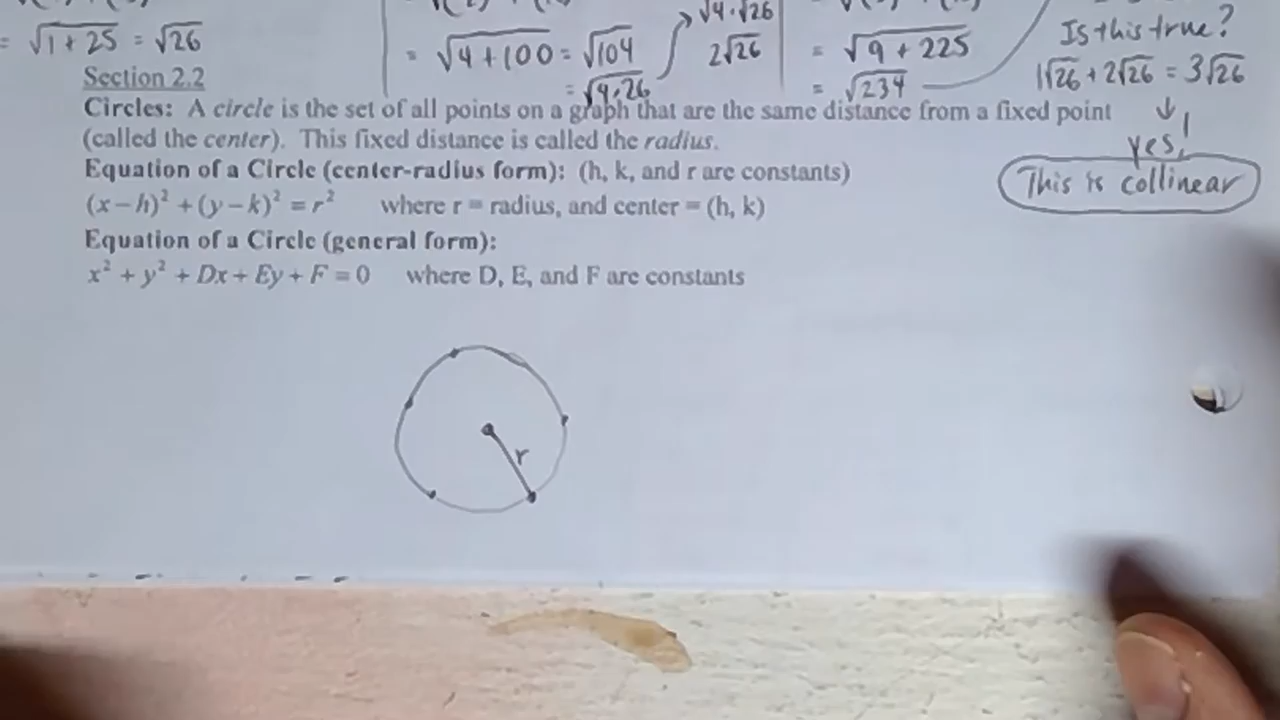 = √1+25 = √26
= √4+100 = √104
= √4·26
√4·√26
2√26
= √9+225
= √234
Is this true?
1√26 + 2√26 = 3√26
yes!
This is collinear
Section 2.2
Circles: A circle is the set of all points on a graph that are the same distance from a fixed point
(called the center). This fixed distance is called the radius.
Equation of a Circle (center-radius form): (h, k, and r are constants)
(x−h)² + (y−k)² = r² where r = radius, and center = (h, k)
Equation of a Circle (general form):
x² + y² + Dx + Ey + F = 0 where D, E, and F are constants
r